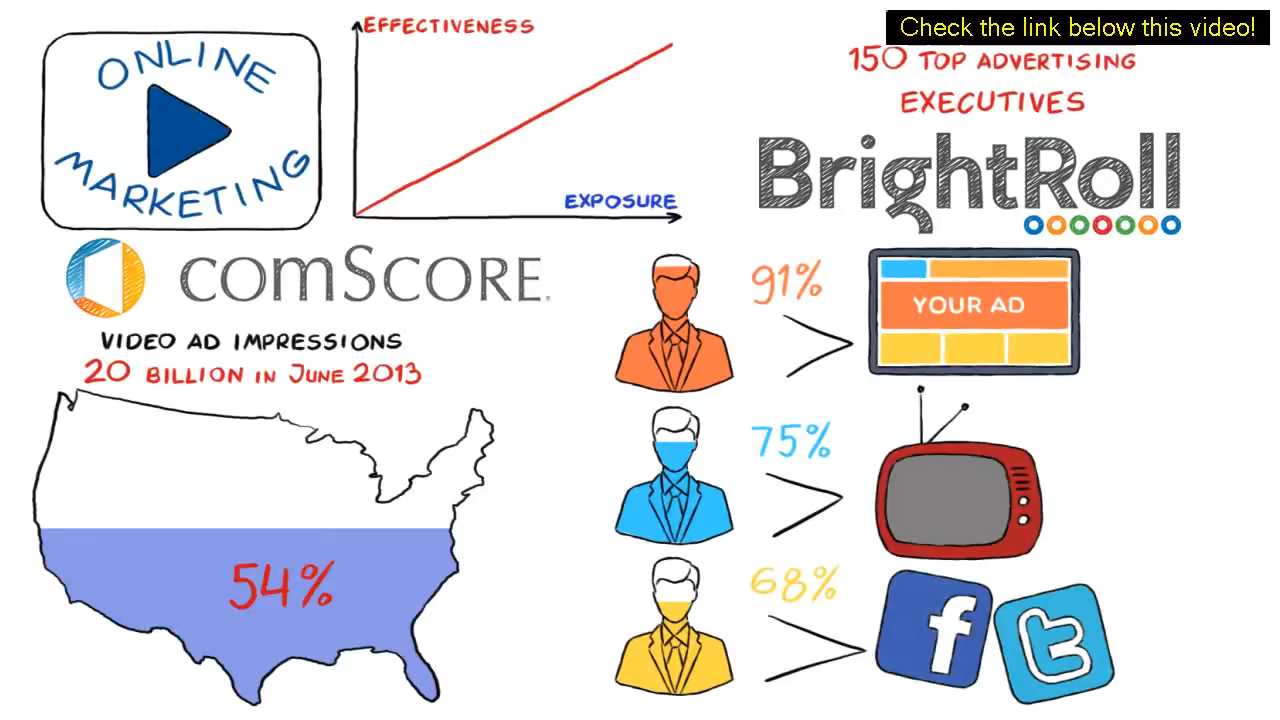 Check the link below this video!
ONLINE
MARKETING
EFFECTIVENESS
EXPOSURE
150 TOP ADVERTISING
EXECUTIVES
BrightRoll
comSCORE
VIDEO AD IMPRESSIONS
20 BILLION IN JUNE 2013
54%
91%
YOUR AD
75%
68%
f
t